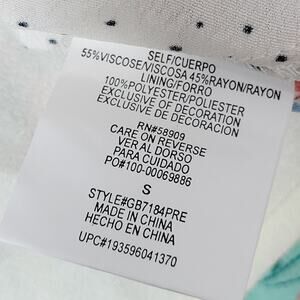 SELF/CUERPO
55%VISCOSE/VISCOSA 45%RAYON/RAYON
LINING/FORRO
100%POLYESTER/POLIESTER
EXCLUSIVE OF DECORATION
EXCLUSIVO DE DECORACION
RN#58909
CARE ON REVERSE
VER AL DORSO
PARA CUIDADO
PO#100-00069886
S
STYLE#GB7184PRE
MADE IN CHINA
HECHO EN CHINA
UPC#193596041370